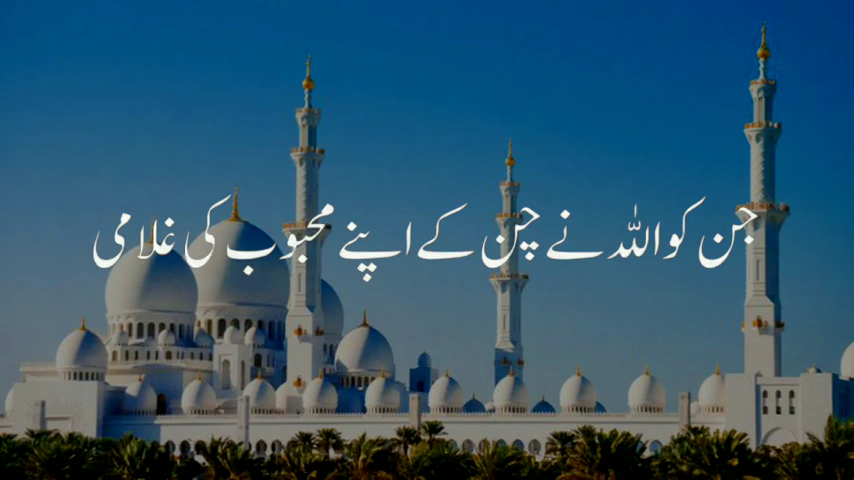 جن کو اللہ نے چن کے اپنے محبوب کی غلامی